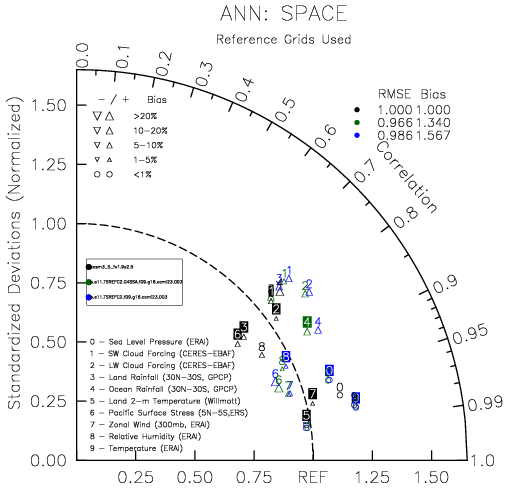 ANN: SPACE
Reference Grids Used
0.0 0.1 0.2 0.3 0.4 0.5 0.6 0.7 0.8 0.9 0.95 0.99 1.0
Correlation
− / + Bias
>20%
10−20%
5−10%
1−5%
<1%
RMSE Bias
1.000 1.000
0.966 1.340
0.986 1.567
Standardized Deviations (Normalized)
1.50
1.25
1.00
0.75
0.50
0.25
0.00
0 − Sea Level Pressure (ERAI)
1 − SW Cloud Forcing (CERES−EBAF)
2 − LW Cloud Forcing (CERES−EBAF)
3 − Land Rainfall (30N−30S, GPCP)
4 − Ocean Rainfall (30N−30S, GPCP)
5 − Land 2−m Temperature (Willmott)
6 − Pacific Surface Stress (5N−5S,ERS)
7 − Zonal Wind (300mb, ERAI)
8 − Relative Humidity (ERAI)
9 − Temperature (ERAI)
0.25 0.50 0.75 REF 1.25 1.50